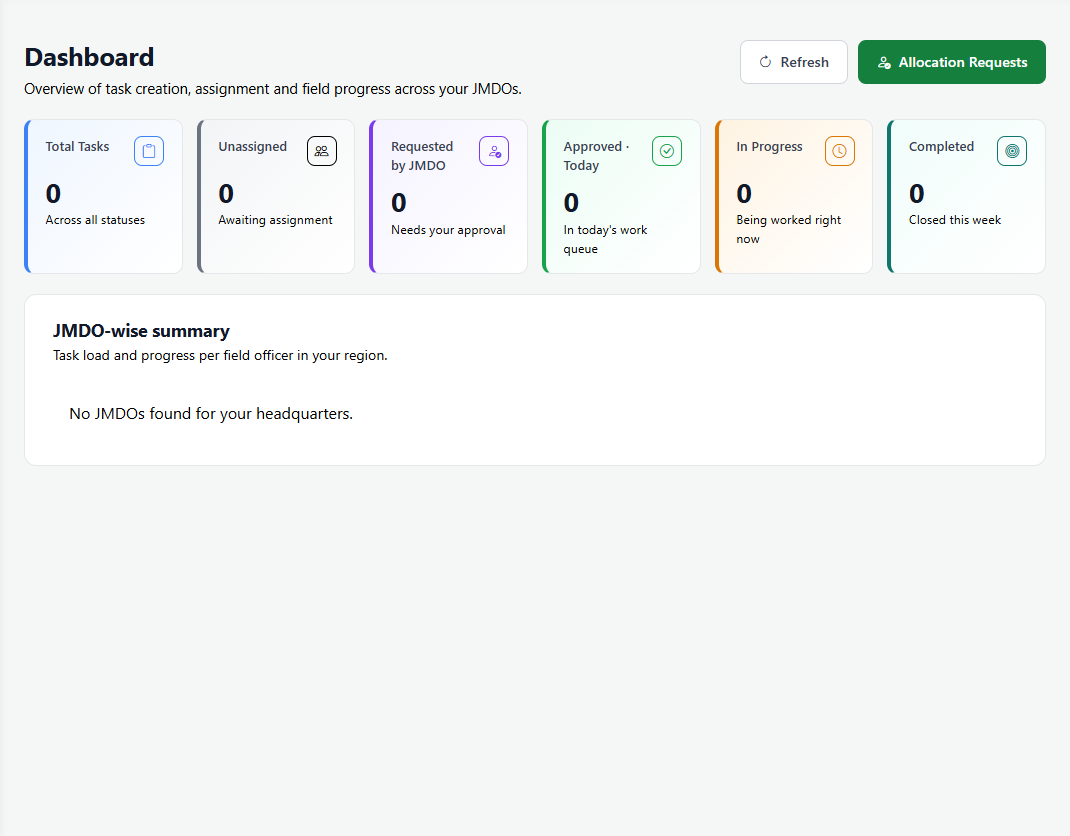 Dashboard
Overview of task creation, assignment and field progress across your JMDOs.
Refresh
Allocation Requests
Total Tasks
0
Across all statuses
Unassigned
0
Awaiting assignment
Requested
by JMDO
0
Needs your approval
Approved ·
Today
0
In today's work
queue
In Progress
0
Being worked right
now
Completed
0
Closed this week
JMDO-wise summary
Task load and progress per field officer in your region.
No JMDOs found for your headquarters.